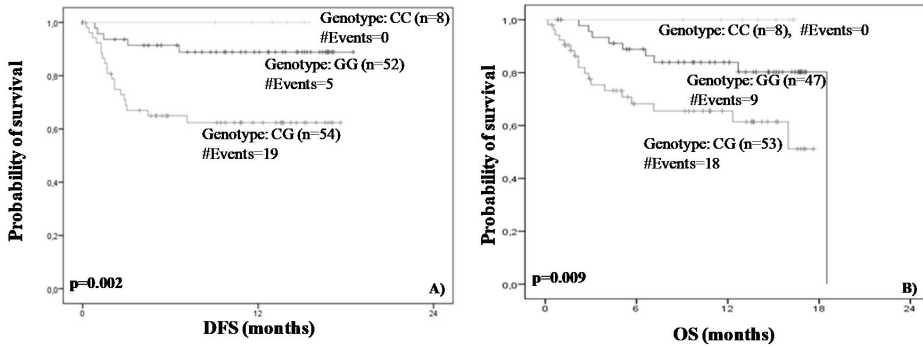 1,0
0,8
0,6
0,4
0,2
0,0
Probability of survival
Genotype: CC (n=8)
#Events=0
Genotype: GG (n=52)
#Events=5
Genotype: CG (n=54)
#Events=19
p=0.002
A)
0
12
24
DFS (months)
1,0
0,8
0,6
0,4
0,2
0,0
Probability of survival
Genotype: CC (n=8), #Events=0
Genotype: GG (n=47)
#Events=9
Genotype: CG (n=53)
#Events=18
p=0.009
B)
0
6
12
18
24
OS (months)